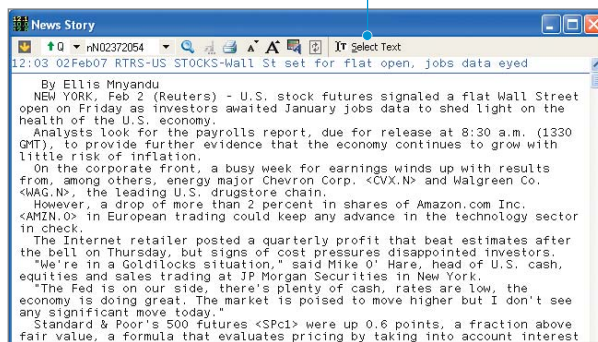 News Story
Q nNN02372054 Select Text
12:03 02Feb07 RTRS-US STOCKS-Wall St set for flat open, jobs data eyed
By Ellis Mnyandu
NEW YORK, Feb 2 (Reuters) - U.S. stock futures signaled a flat Wall Street
open on Friday as investors awaited January jobs data to shed light on the
health of the U.S. economy.
Analysts look for the payrolls report, due for release at 8:30 a.m. (1330
GMT), to provide further evidence that the economy continues to grow with
little risk of inflation.
On the corporate front, a busy week for earnings winds up with results
from, among others, energy major Chevron Corp. <CVX.N> and Walgreen Co.
<WAG.N>, the leading U.S. drugstore chain.
However, a drop of more than 2 percent in shares of Amazon.com Inc.
<AMZN.O> in European trading could keep any advance in the technology sector
in check.
The Internet retailer posted a quarterly profit that beat estimates after
the bell on Thursday, but signs of cost pressures disappointed investors.
"We're in a Goldilocks situation," said Mike O' Hare, head of U.S. cash,
equities and sales trading at JP Morgan Securities in New York.
"The Fed is on our side, there's plenty of cash, rates are low, the
economy is doing great. The market is poised to move higher but I don't see
any significant move today."
Standard & Poor's 500 futures <SPc1> were up 0.6 points, a fraction above
fair value, a formula that evaluates pricing by taking into account interest